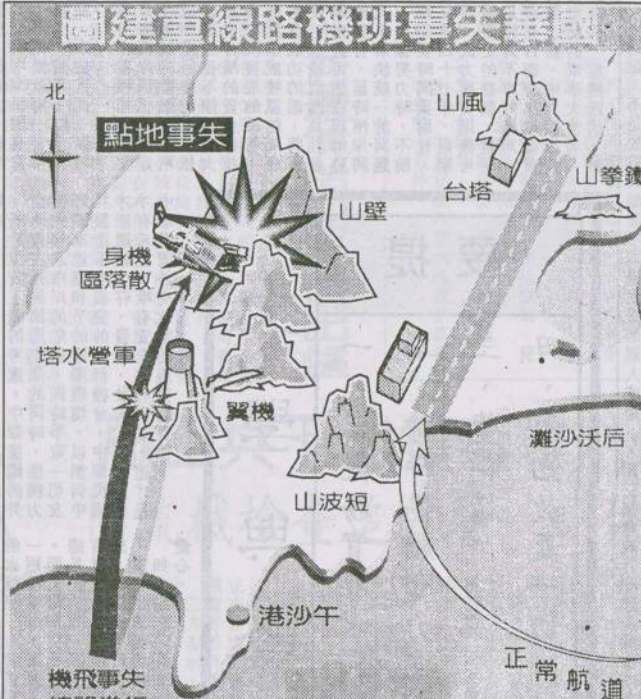 國華失事班機路線重建圖
北
失事地點
風山
塔台
鐵拳山
壁山
機身
散落區
軍營水塔
機翼
后沃沙灘
短波山
午沙港
正常航道
失事飛機